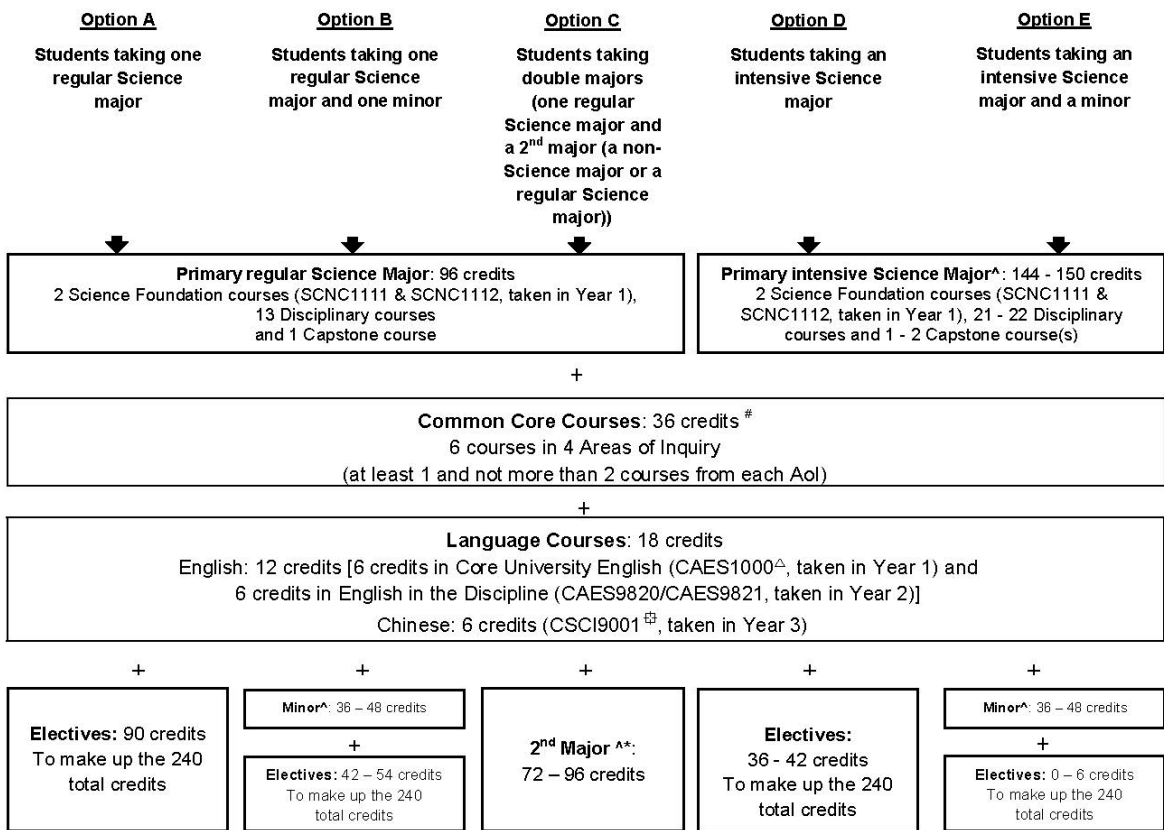 Option A
Students taking one
regular Science
major
Option B
Students taking one
regular Science
major and one minor
Option C
Students taking
double majors
(one regular
Science major and
a 2nd major (a non-
Science major or a
regular Science
major))
Option D
Students taking an
intensive Science
major
Option E
Students taking an
intensive Science
major and a minor
Primary regular Science Major: 96 credits
2 Science Foundation courses (SCNC1111 & SCNC1112, taken in Year 1),
13 Disciplinary courses
and 1 Capstone course
Primary intensive Science Major^: 144 - 150 credits
2 Science Foundation courses (SCNC1111 &
SCNC1112, taken in Year 1), 21 - 22 Disciplinary
courses and 1 - 2 Capstone course(s)
+
Common Core Courses: 36 credits #
6 courses in 4 Areas of Inquiry
(at least 1 and not more than 2 courses from each AoI)
+
Language Courses: 18 credits
English: 12 credits [6 credits in Core University English (CAES1000△, taken in Year 1) and
6 credits in English in the Discipline (CAES9820/CAES9821, taken in Year 2)]
Chinese: 6 credits (CSCI9001 ⌖, taken in Year 3)
+ + + + +
Electives: 90 credits
To make up the 240
total credits
Minor^: 36 – 48 credits
+
Electives: 42 – 54 credits
To make up the 240
total credits
2nd Major ^*:
72 – 96 credits
Electives:
36 - 42 credits
To make up the 240
total credits
Minor^: 36 – 48 credits
+
Electives: 0 – 6 credits
To make up the 240
total credits